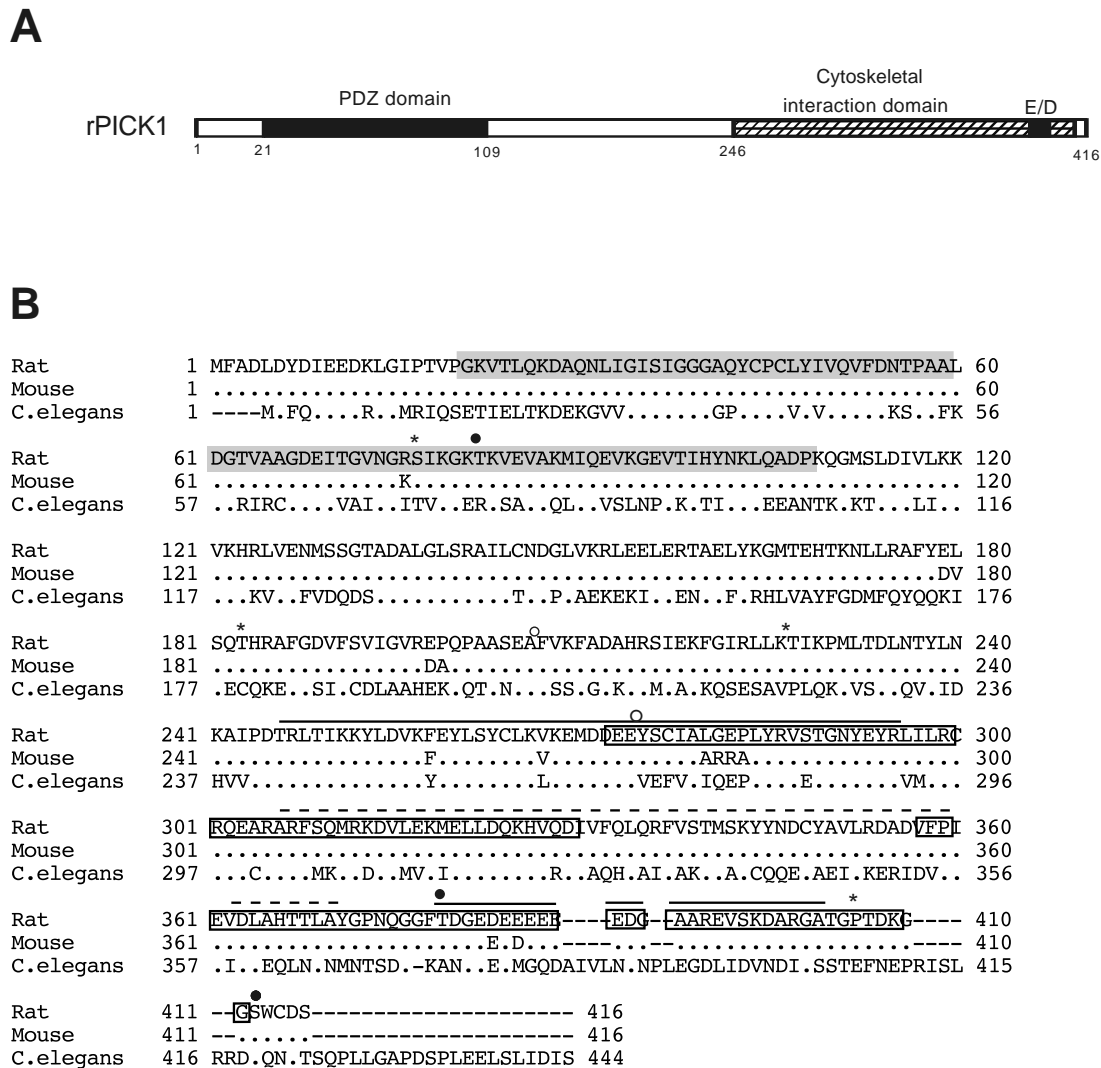 A
Cytoskeletal
PDZ domain
interaction domain
E/D
rPICK1
1 21 109 246 416
B
Rat 1 MFADLDYDIEEDKLGIPTVPGKVTLQKDAQNLIGISIGGGAQYCPCLYIVQVFDNTPAAL 60
Mouse 1 ............................................................ 60
C.elegans 1 ----M.FQ....R..MRIQSETIELTKDEKGVV.......GP....V.V.....KS..FK 56
* ●
Rat 61 DGTVAAGDEITGVNGRSIKGKTKVEVAKMIQEVKGEVTIHYNKLQADPKQGMSLDIVLKK 120
Mouse 61 ...............K............................................ 120
C.elegans 57 ..RIRC....VAI..ITV..ER.SA..QL..VSLNP.K.TI...EEANTK.KT...LI.. 116
Rat 121 VKHRLVENMSSGTADALGLSRAILCNDGLVKRLEELERTAELYKGMTEHTKNLLRAFYEL 180
Mouse 121 ..........................................................DV 180
C.elegans 117 ...KV..FVDQDS...........T..P.AEKEKI..EN..F.RHLVAYFGDMFQYQQKI 176
* ○ *
Rat 181 SQTHRAFGDVFSVIGVREPQPAASEAFVKFADAHRSIEKFGIRLLKTIKPMLTDLNTYLN 240
Mouse 181 .................DA......................................... 240
C.elegans 177 .ECQKE..SI.CDLAAHEK.QT.N...SS.G.K..M.A.KQSESAVPLQK.VS..QV.ID 236
○
Rat 241 KAIPDTRLTIKKYLDVKFEYLSYCLKVKEMDDEEYSCIALGEPLYRVSTGNYEYRLILRC 300
Mouse 241 .................F........V............ARRA................. 300
C.elegans 237 HVV..............Y........L.......VEFV.IQEP....E.......VM... 296
Rat 301 RQEARARFSQMRKDVLEKMELLDQKHVQDIVFQLQRFVSTMSKYYNDCYAVLRDADVFPI 360
Mouse 301 ............................................................ 360
C.elegans 297 ...C....MK..D..MV.I........R..AQH.AI.AK..A.CQQE.AEI.KERIDV.. 356
● *
Rat 361 EVDLAHTTLAYGPNQGGFTDGEDEEEEE----EDG--AAREVSKDARGATGPTDKG---- 410
Mouse 361 ......................E.D...----...--...................---- 410
C.elegans 357 .I..EQLN.NMNTSD.-KAN..E.MGQDAIVLN.NPLEGDLIDVNDI.SSTEFNEPRISL 415
●
Rat 411 --GSWCDS--------------------- 416
Mouse 411 --......--------------------- 416
C.elegans 416 RRD.QN.TSQPLLGAPDSPLEELSLIDIS 444